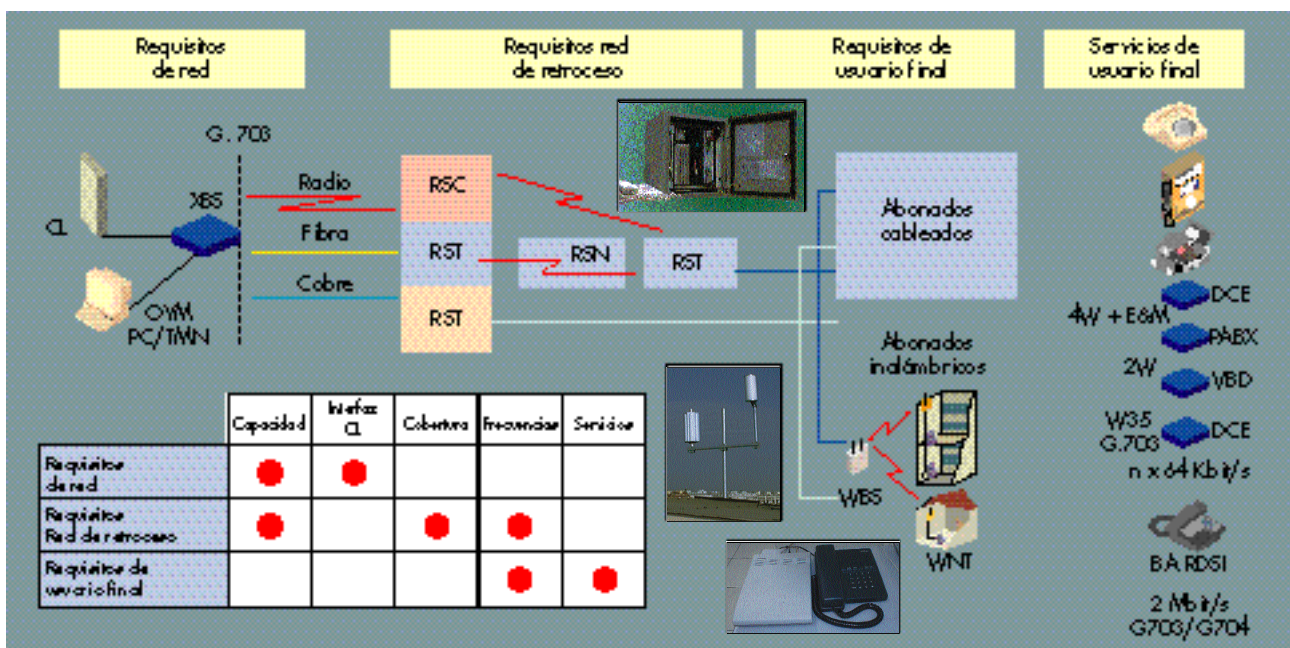 Requisitos
de red
Requisitos red
de retroceso
Requisitos de
usuario final
Servicios de
usuario final
G.703
CL
XBS
OYM
PC/TMN
Radio
Fibra
Cobre
RSC
RST
RST
RSN
RST
Abonados
cableados
Abonados
inalámbricos
WBS
WNT
DCE
4W + E&M
PABX
2W
VBD
W35
G.703
DCE
n x 64 Kbit/s
BA RDSI
2 Mbit/s
G703/G704
Capacidad
Interfaz
CL
Cobertura
Frecuencias
Servicios
Requisitos
de red
Requisitos
Red de retroceso
Requisitos de
usuario final